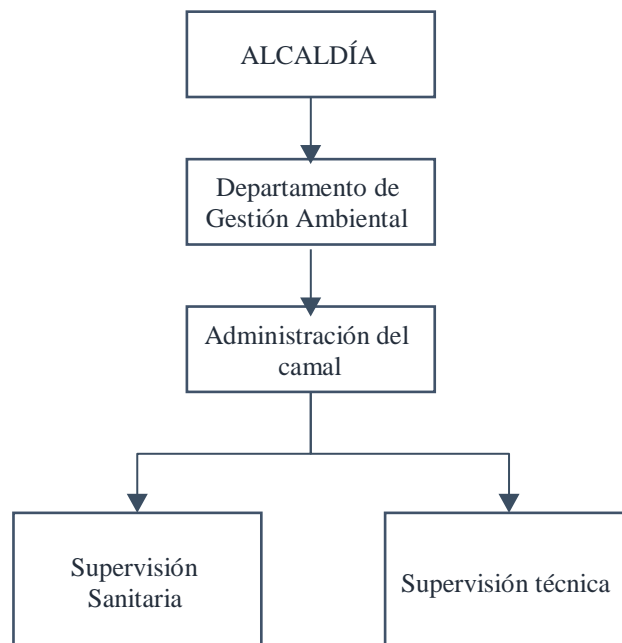 ALCALDÍA
Departamento de
Gestión Ambiental
Administración del
camal
Supervisión
Sanitaria
Supervisión técnica